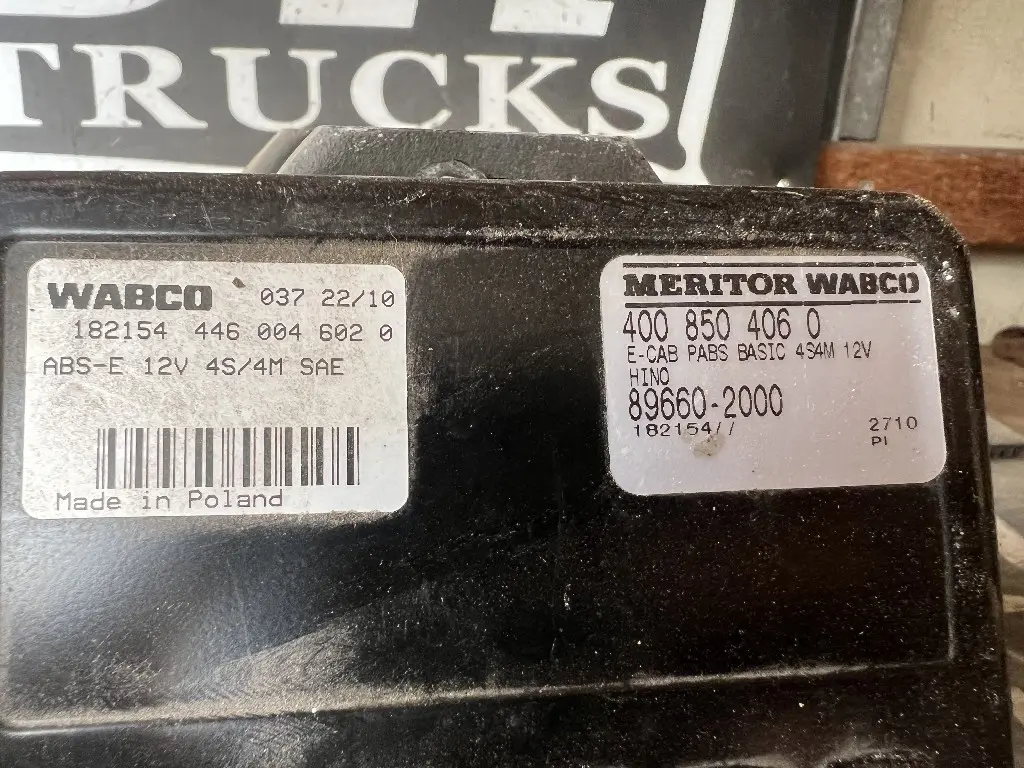 TRUCKS
WABCO 037 22/10
182154 446 004 602 0
ABS-E 12V 4S/4M SAE
Made in Poland
MERITOR WABCO
400 850 406 0
E-CAB PABS BASIC 4S4M 12V
HINO
89660-2000
182154// 2710
PI